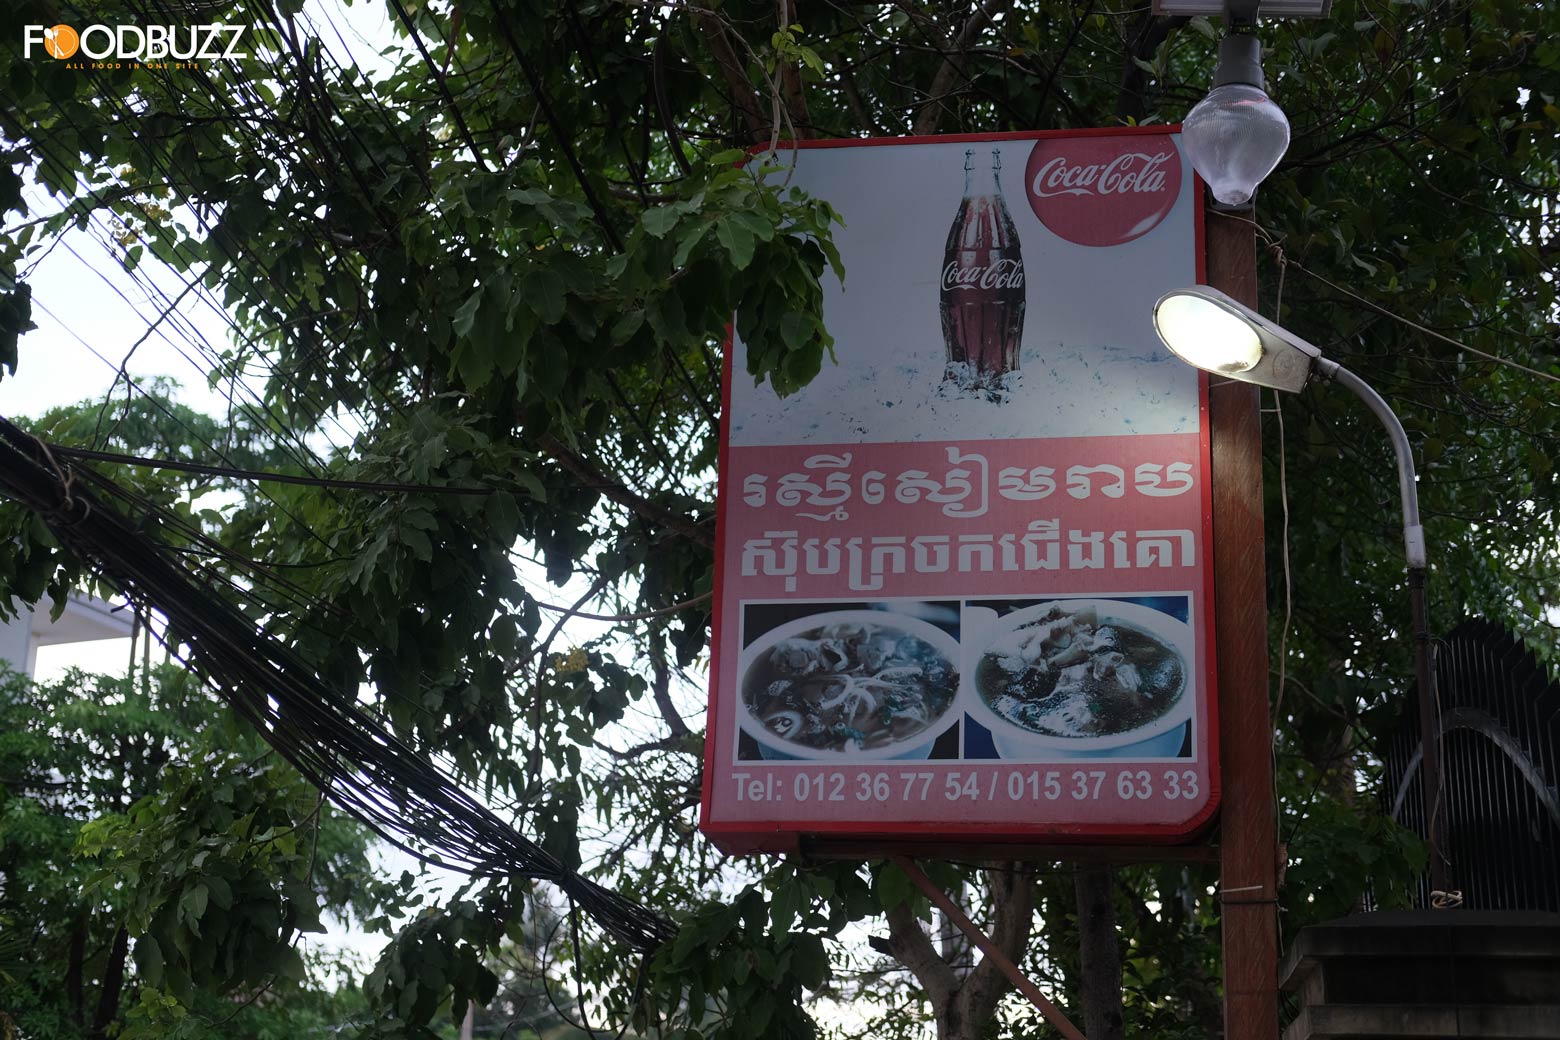 FOODBUZZ
ALL FOOD IN ONE SITE
Coca-Cola
Coca-Cola
រស្មីសៀមរាប
ស៊ុបក្រចកជើងគោ
Tel: 012 36 77 54 / 015 37 63 33